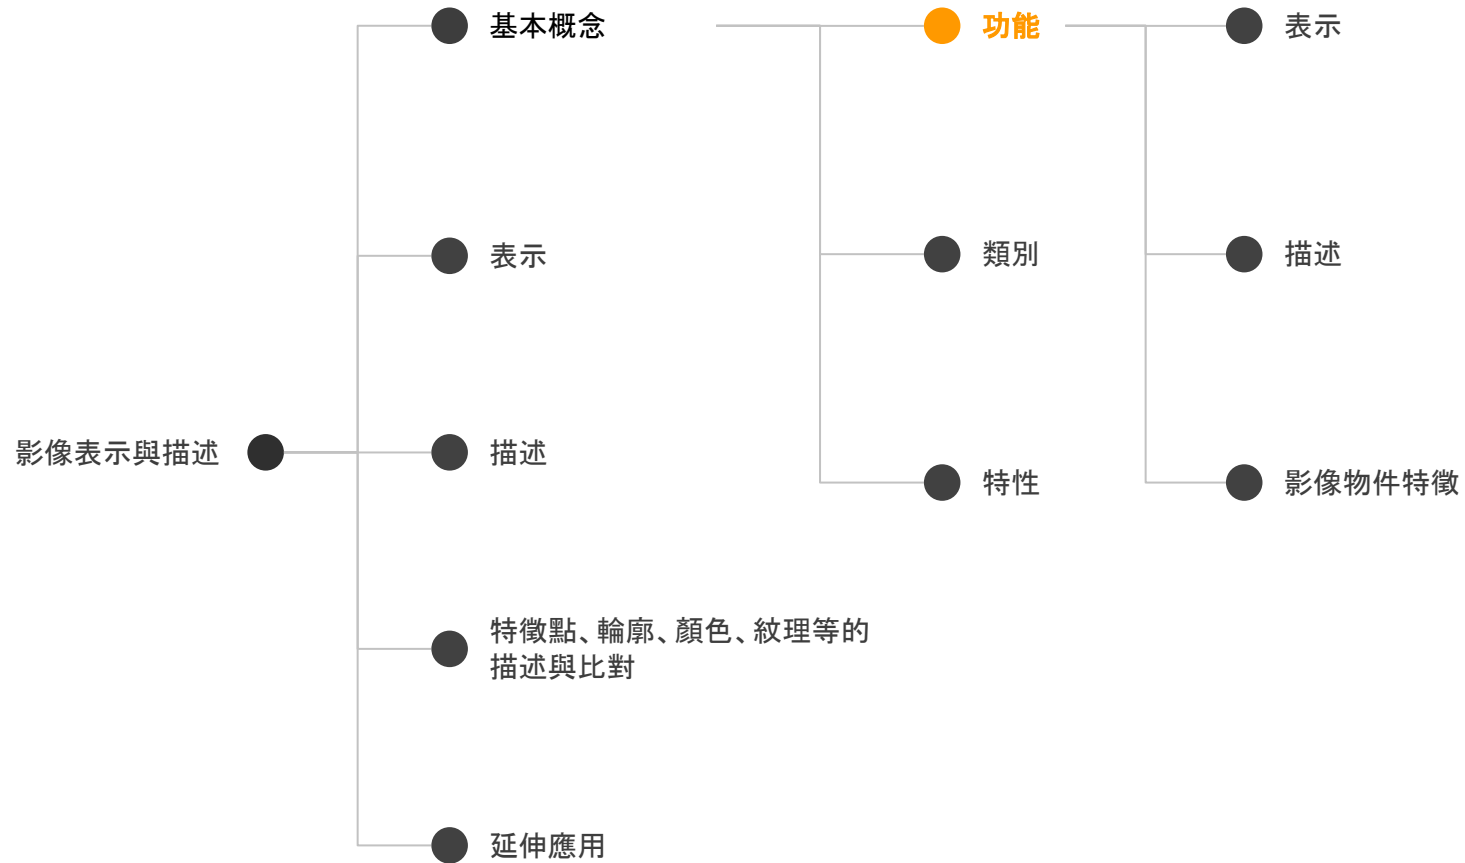 基本概念
功能
表示
表示
類別
描述
影像表示與描述
描述
特性
影像物件特徵
特徵點、輪廓、顏色、紋理等的
描述與比對
延伸應用